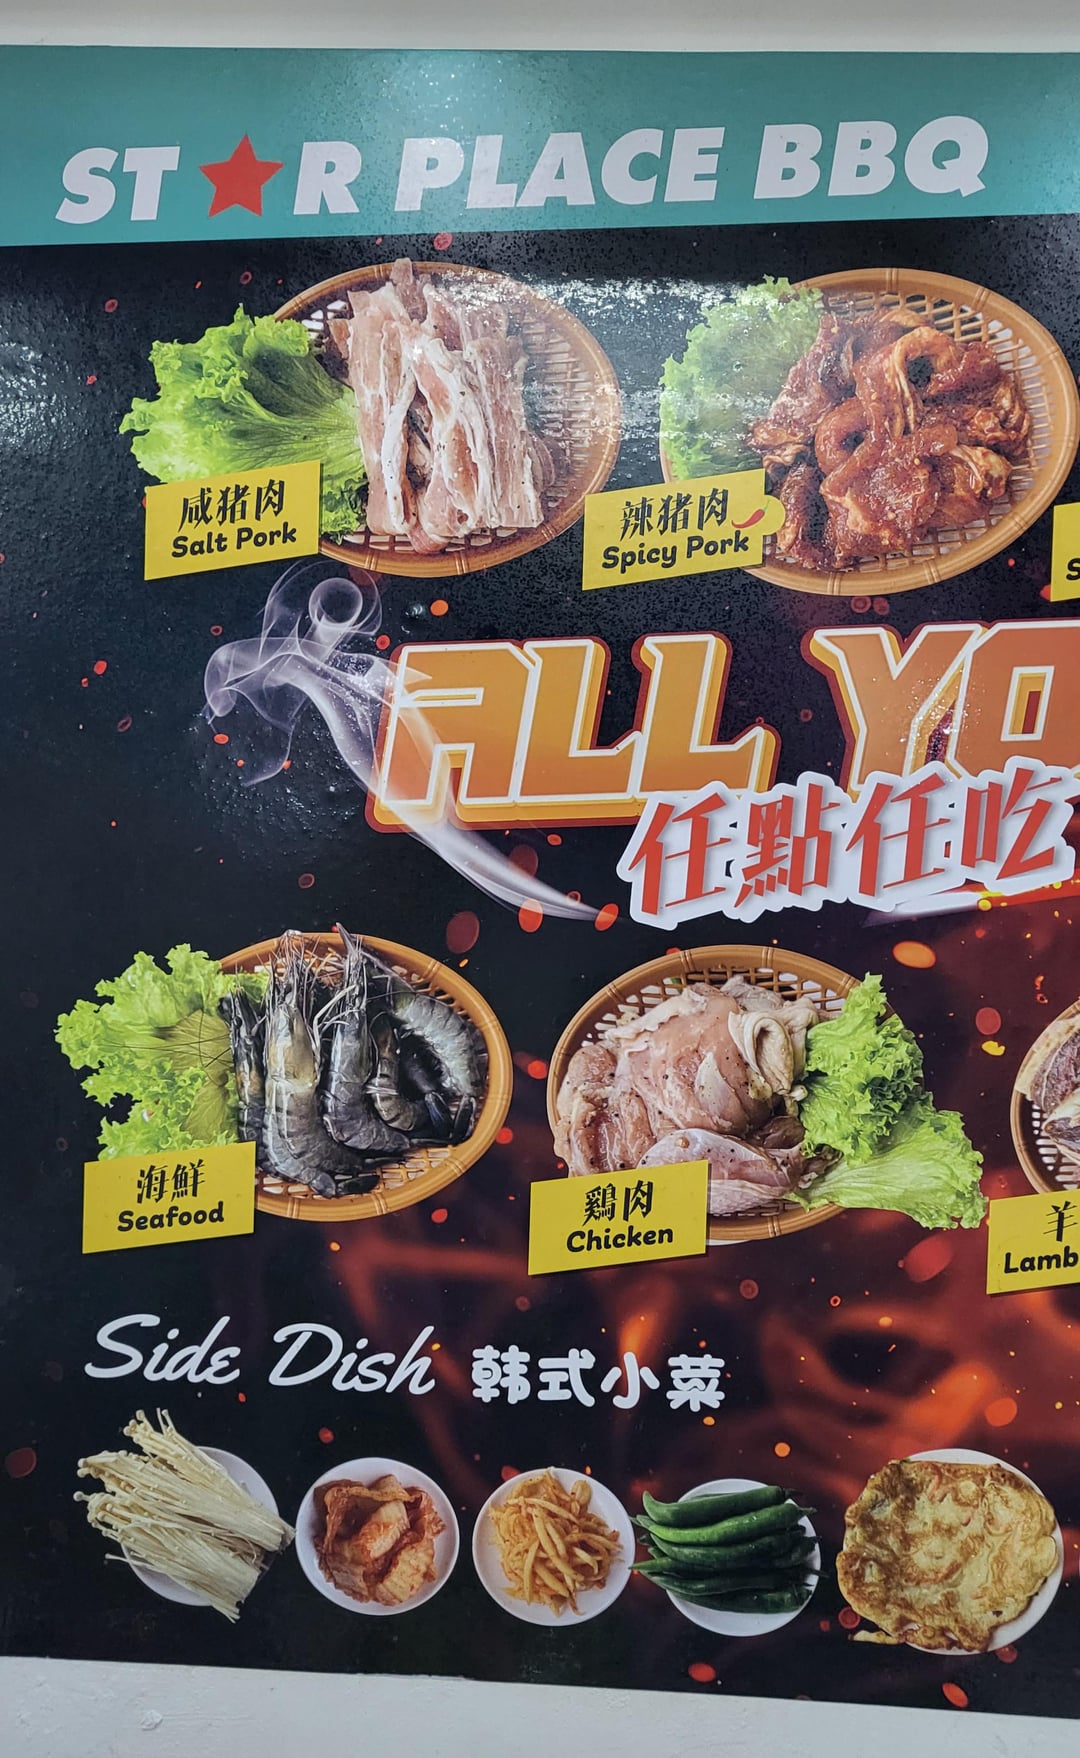 ST★R PLACE BBQ
咸猪肉
Salt Pork
辣猪肉
Spicy Pork
S
ALL YO
任點任吃
海鮮
Seafood
鷄肉
Chicken
羊
Lamb
Side Dish 韩式小菜